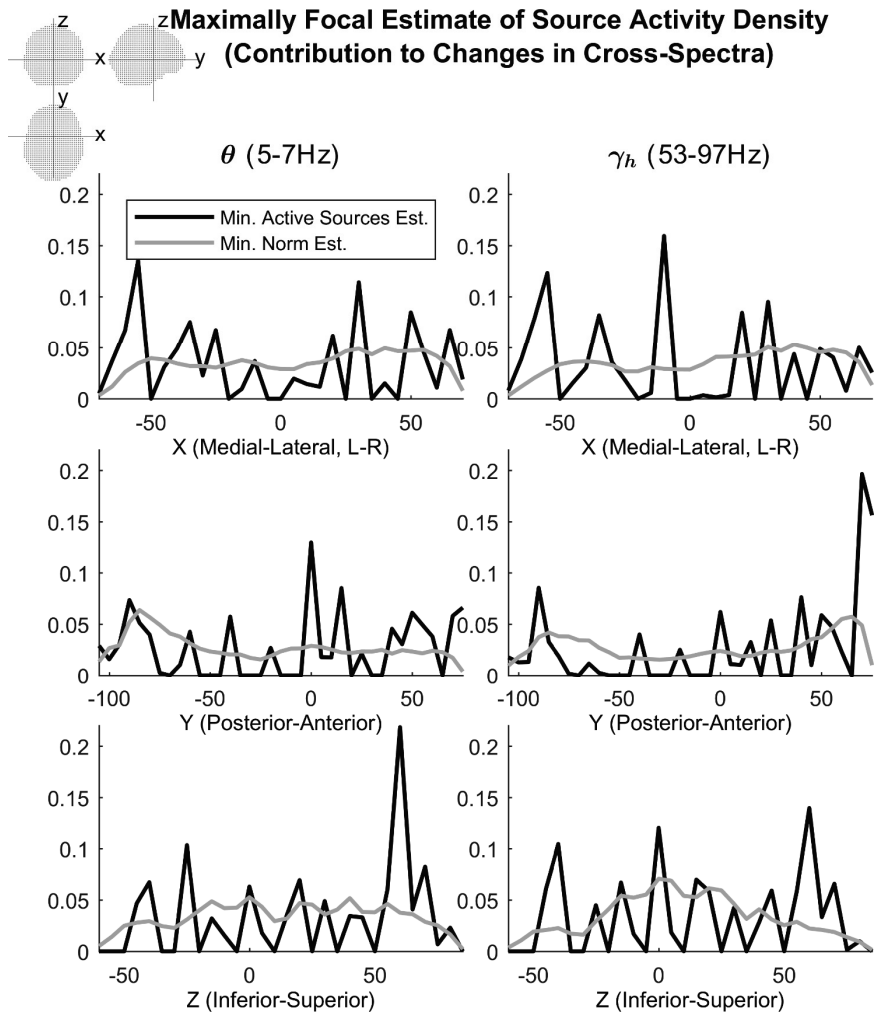 Maximally Focal Estimate of Source Activity Density
(Contribution to Changes in Cross-Spectra)
z
x
z
y
y
x
θ (5-7Hz)
γh (53-97Hz)
0.2
0.15
0.1
0.05
0
Min. Active Sources Est.
Min. Norm Est.
-50 0 50
X (Medial-Lateral, L-R)
0.2
0.15
0.1
0.05
0
-50 0 50
X (Medial-Lateral, L-R)
0.2
0.15
0.1
0.05
0
-100 -50 0 50
Y (Posterior-Anterior)
0.2
0.15
0.1
0.05
0
-100 -50 0 50
Y (Posterior-Anterior)
0.2
0.15
0.1
0.05
0
-50 0 50
Z (Inferior-Superior)
0.2
0.15
0.1
0.05
0
-50 0 50
Z (Inferior-Superior)